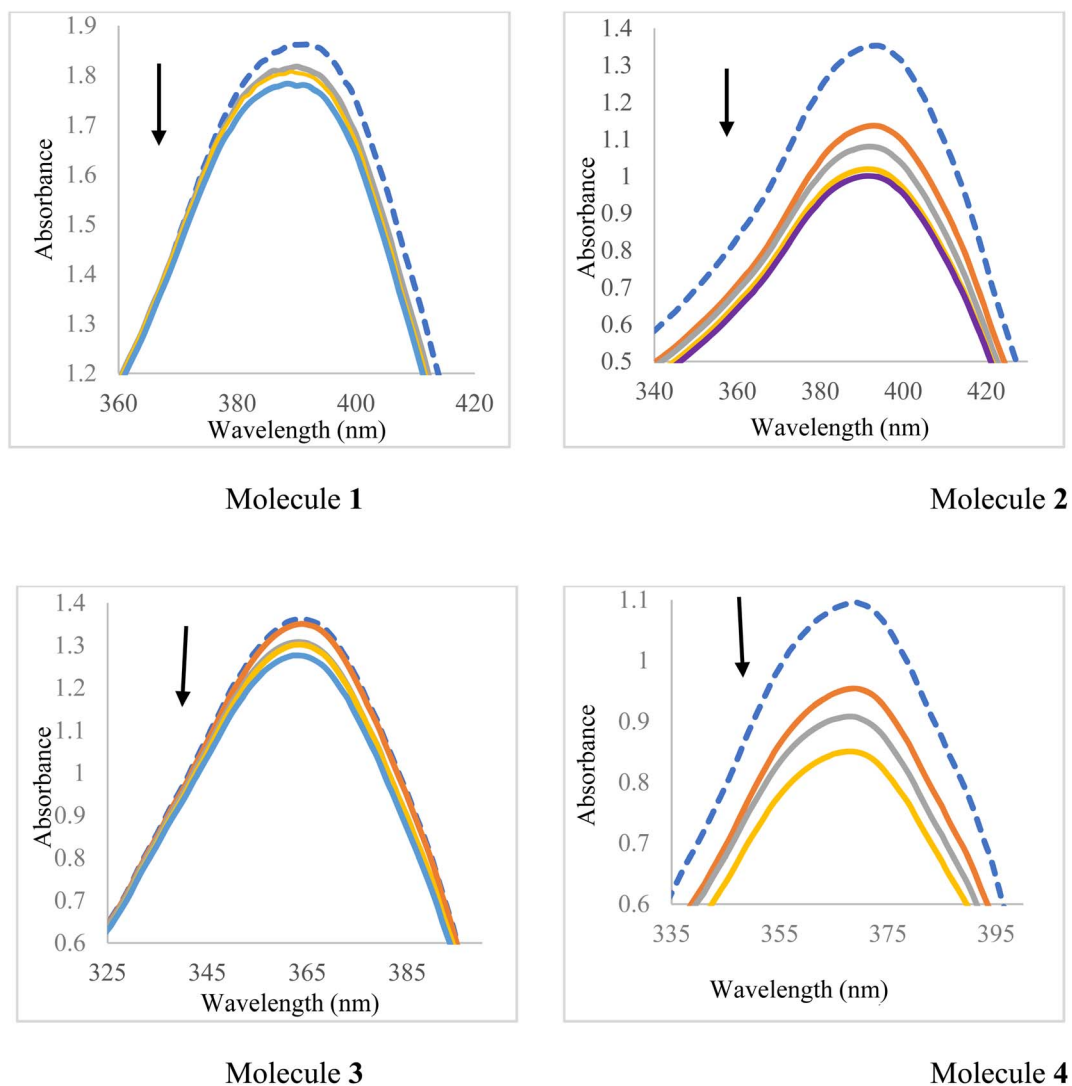 1.9
1.8
1.7
1.6
1.5
1.4
1.3
1.2
Absorbance
360 380 400 420
Wavelength (nm)
Molecule 1
1.4
1.3
1.2
1.1
1
0.9
0.8
0.7
0.6
0.5
Absorbance
340 360 380 400 420
Wavelength (nm)
Molecule 2
1.4
1.3
1.2
1.1
1
0.9
0.8
0.7
0.6
Absorbance
325 345 365 385
Wavelength (nm)
Molecule 3
1.1
1
0.9
0.8
0.7
0.6
Absorbance
335 355 375 395
Wavelength (nm)
Molecule 4